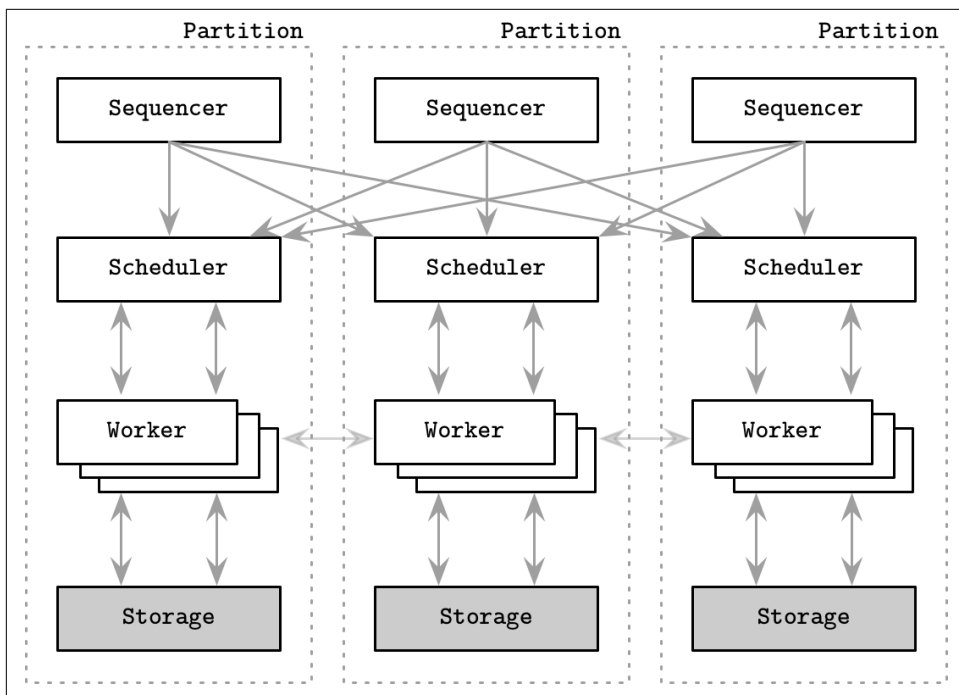 Partition Partition Partition
Sequencer Sequencer Sequencer
Scheduler Scheduler Scheduler
Worker Worker Worker
Storage Storage Storage